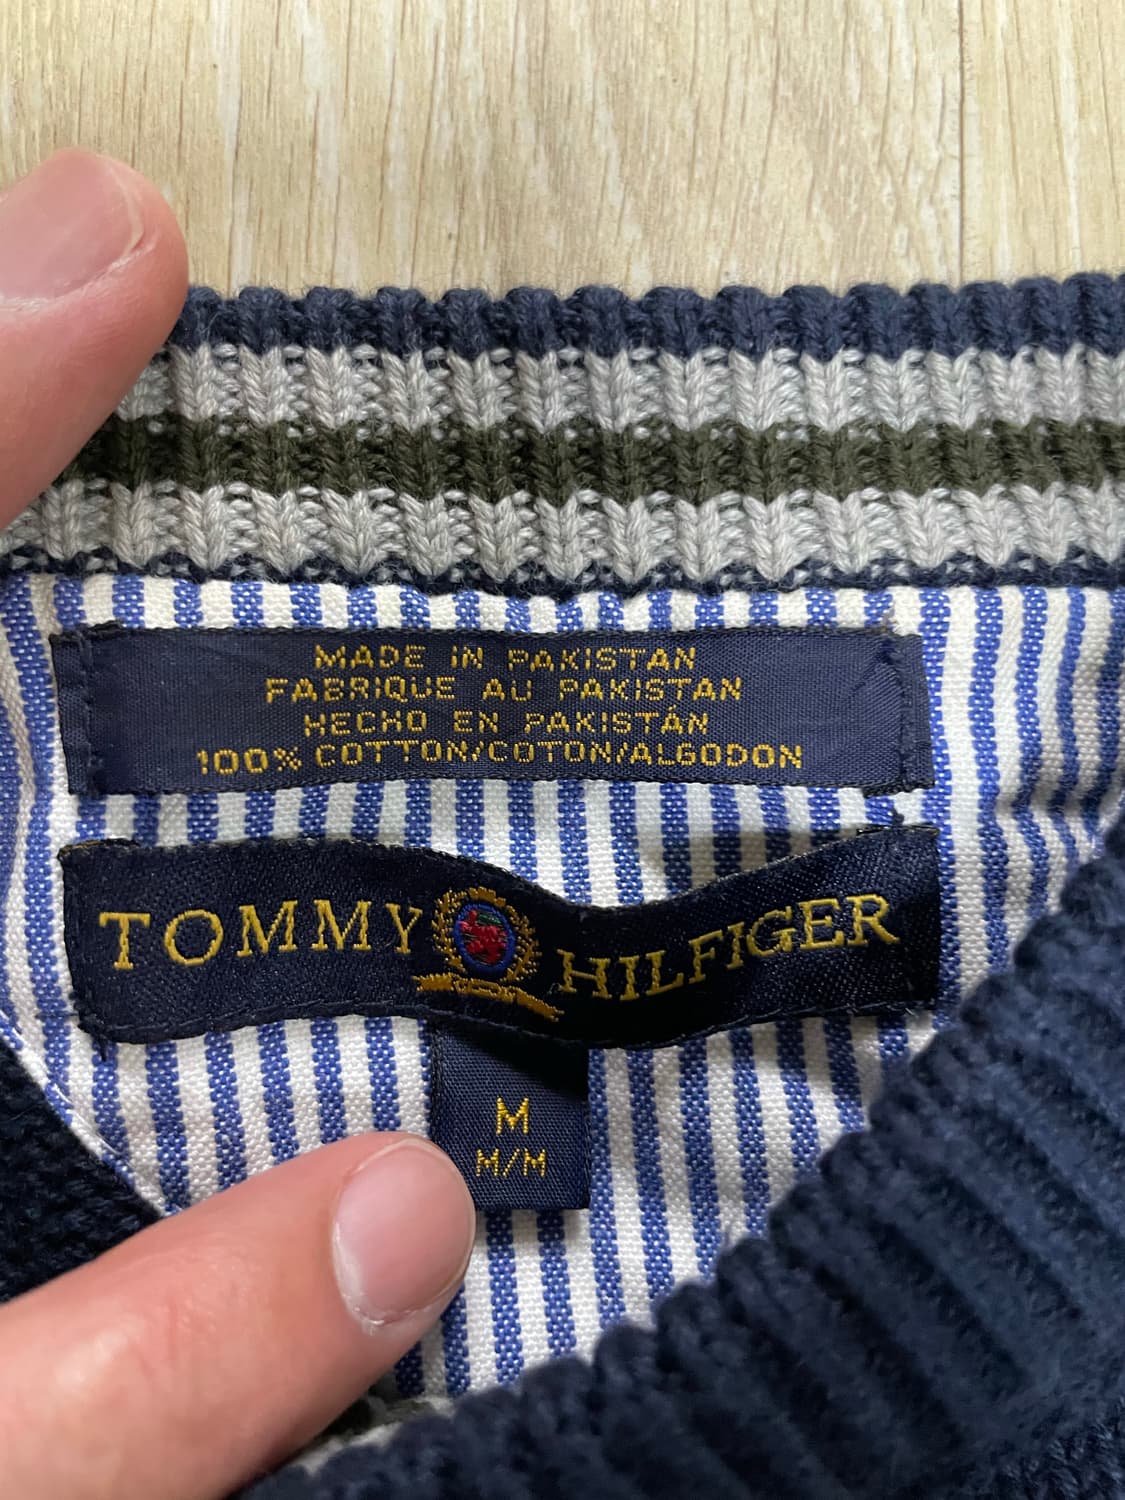 MADE IN PAKISTAN
FABRIQUE AU PAKISTAN
HECHO EN PAKISTÁN
100% COTTON/COTON/ALGODON
TOMMY HILFIGER
M
M/M